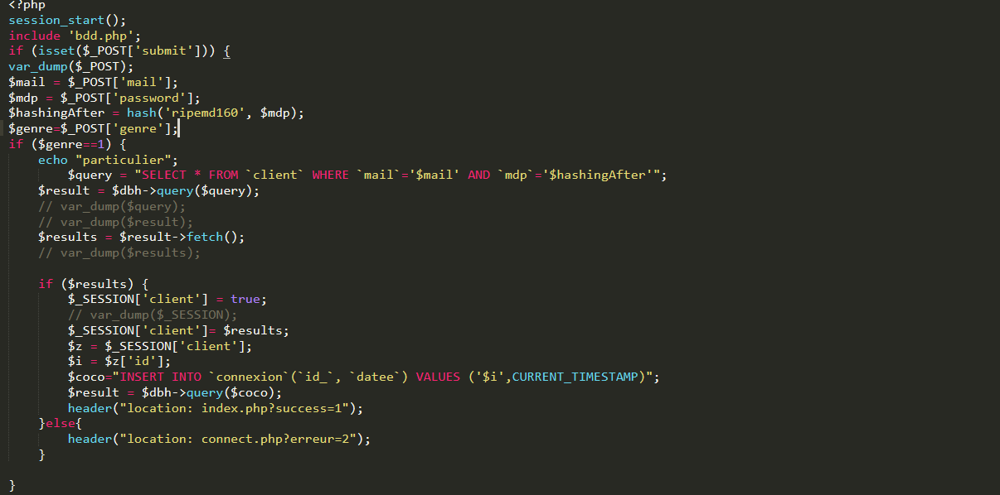 <?php
session_start();
include 'bdd.php';
if (isset($_POST['submit'])) {
var_dump($_POST);
$mail = $_POST['mail'];
$mdp = $_POST['password'];
$hashingAfter = hash('ripemd160', $mdp);
$genre=$_POST['genre'];
if ($genre==1) {
    echo "particulier";
        $query = "SELECT * FROM `client` WHERE `mail`='$mail' AND `mdp`='$hashingAfter'";
    $result = $dbh->query($query);
    // var_dump($query);
    // var_dump($result);
    $results = $result->fetch();
    // var_dump($results);
    if ($results) {
        $_SESSION['client'] = true;
        // var_dump($_SESSION);
        $_SESSION['client']= $results;
        $z = $_SESSION['client'];
        $i = $z['id'];
        $coco="INSERT INTO `connexion`(`id_`, `datee`) VALUES ('$i',CURRENT_TIMESTAMP)";
        $result = $dbh->query($coco);
        header("location: index.php?success=1");
    }else{
        header("location: connect.php?erreur=2");
    }
}